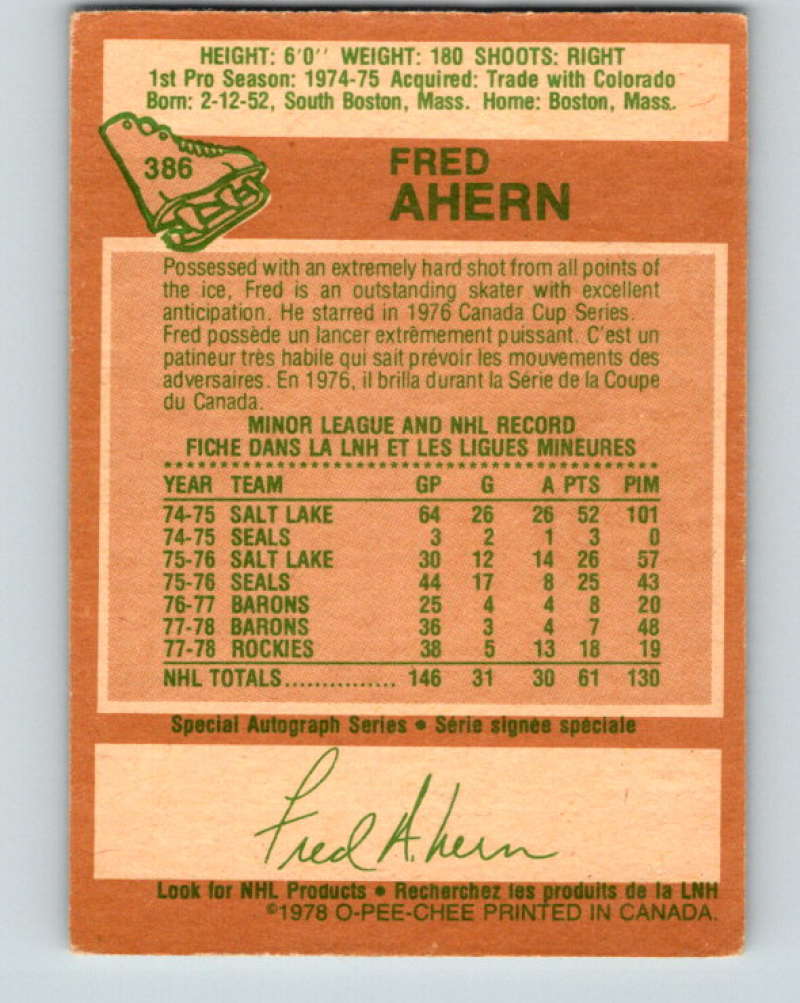 HEIGHT: 6'0'' WEIGHT: 180 SHOOTS: RIGHT
1st Pro Season: 1974-75 Acquired: Trade with Colorado
Born: 2-12-52, South Boston, Mass. Home: Boston, Mass.
386
FRED
AHERN
Possessed with an extremely hard shot from all points of
the ice, Fred is an outstanding skater with excellent
anticipation. He starred in 1976 Canada Cup Series.
Fred possède un lancer extrêmement puissant. C'est un
patineur très habile qui sait prévoir les mouvements des
adversaires. En 1976, il brilla durant la Série de la Coupe
du Canada.
MINOR LEAGUE AND NHL RECORD
FICHE DANS LA LNH ET LES LIGUES MINEURES
YEAR TEAM GP G A PTS PIM
74-75 SALT LAKE 64 26 26 52 101
74-75 SEALS 3 2 1 3 0
75-76 SALT LAKE 30 12 14 26 57
75-76 SEALS 44 17 8 25 43
76-77 BARONS 25 4 4 8 20
77-78 BARONS 36 3 4 7 48
77-78 ROCKIES 38 5 13 18 19
NHL TOTALS............... 146 31 30 61 130
Special Autograph Series • Série signée spéciale
Fred A.hern
Look for NHL Products • Recherchez les produits de la LNH
©1978 O-PEE-CHEE PRINTED IN CANADA.